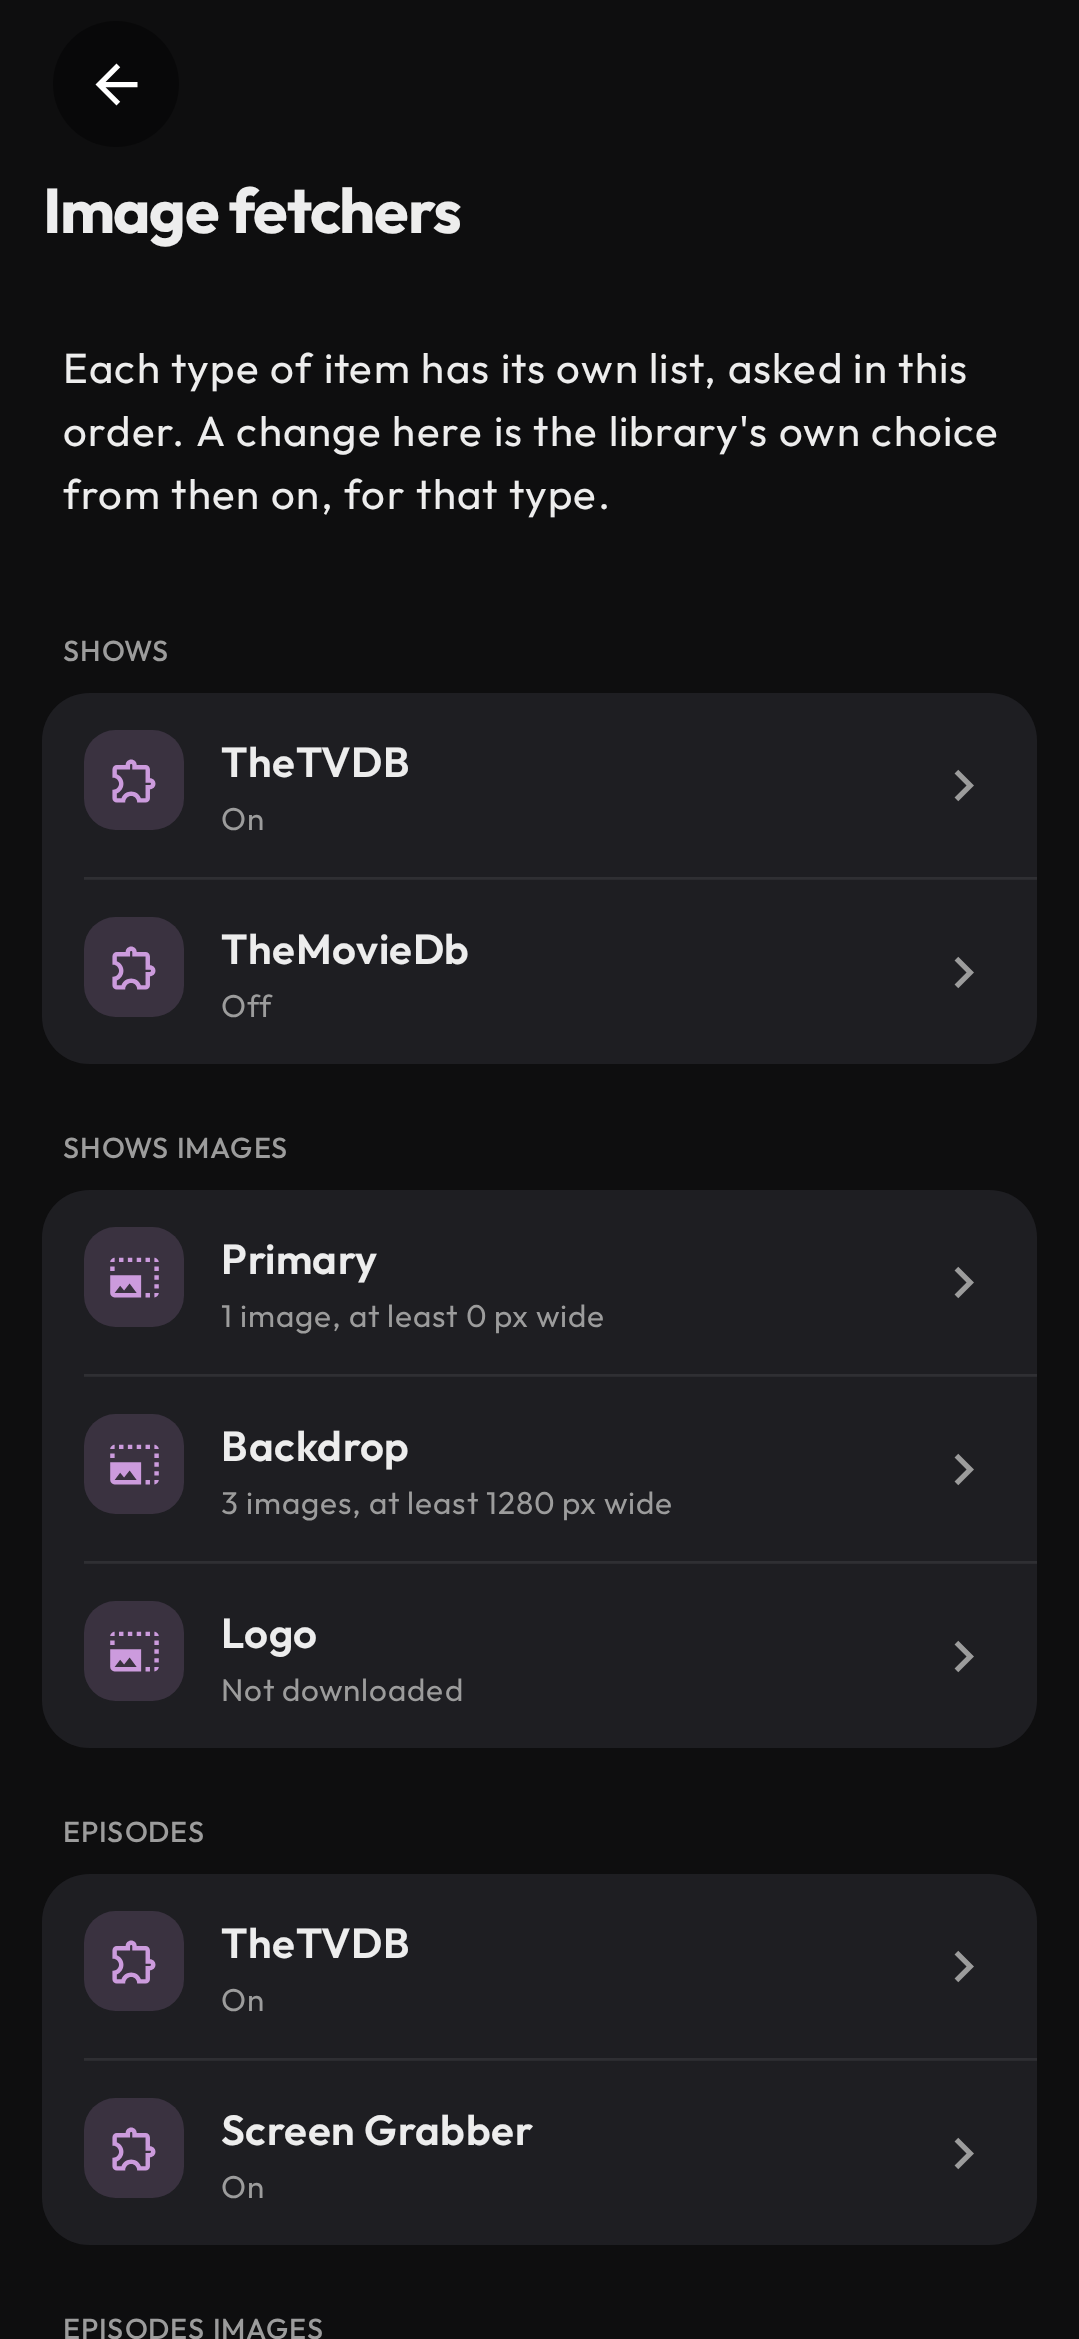 Image fetchers
Each type of item has its own list, asked in this
order. A change here is the library's own choice
from then on, for that type.
SHOWS
TheTVDB
On
TheMovieDb
Off
SHOWS IMAGES
Primary
1 image, at least 0 px wide
Backdrop
3 images, at least 1280 px wide
Logo
Not downloaded
EPISODES
TheTVDB
On
Screen Grabber
On
EPISODES IMAGES